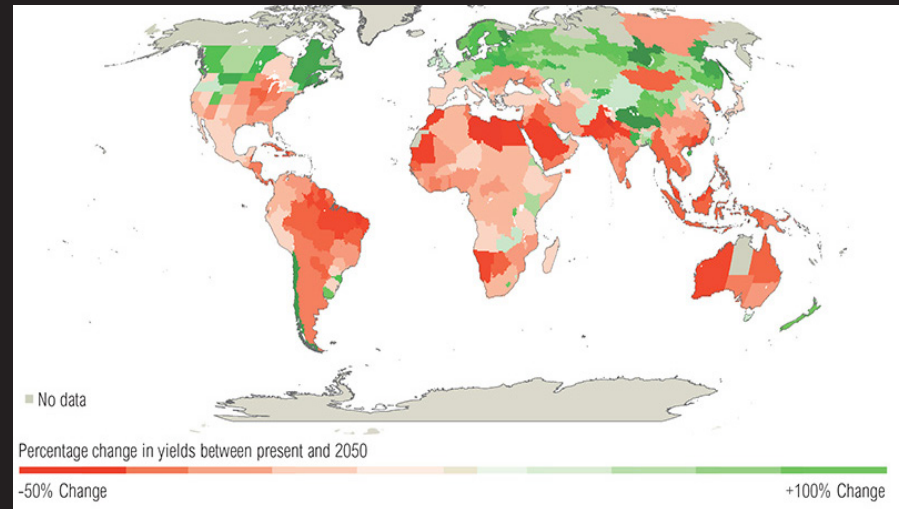 No data
Percentage change in yields between present and 2050
-50% Change
+100% Change